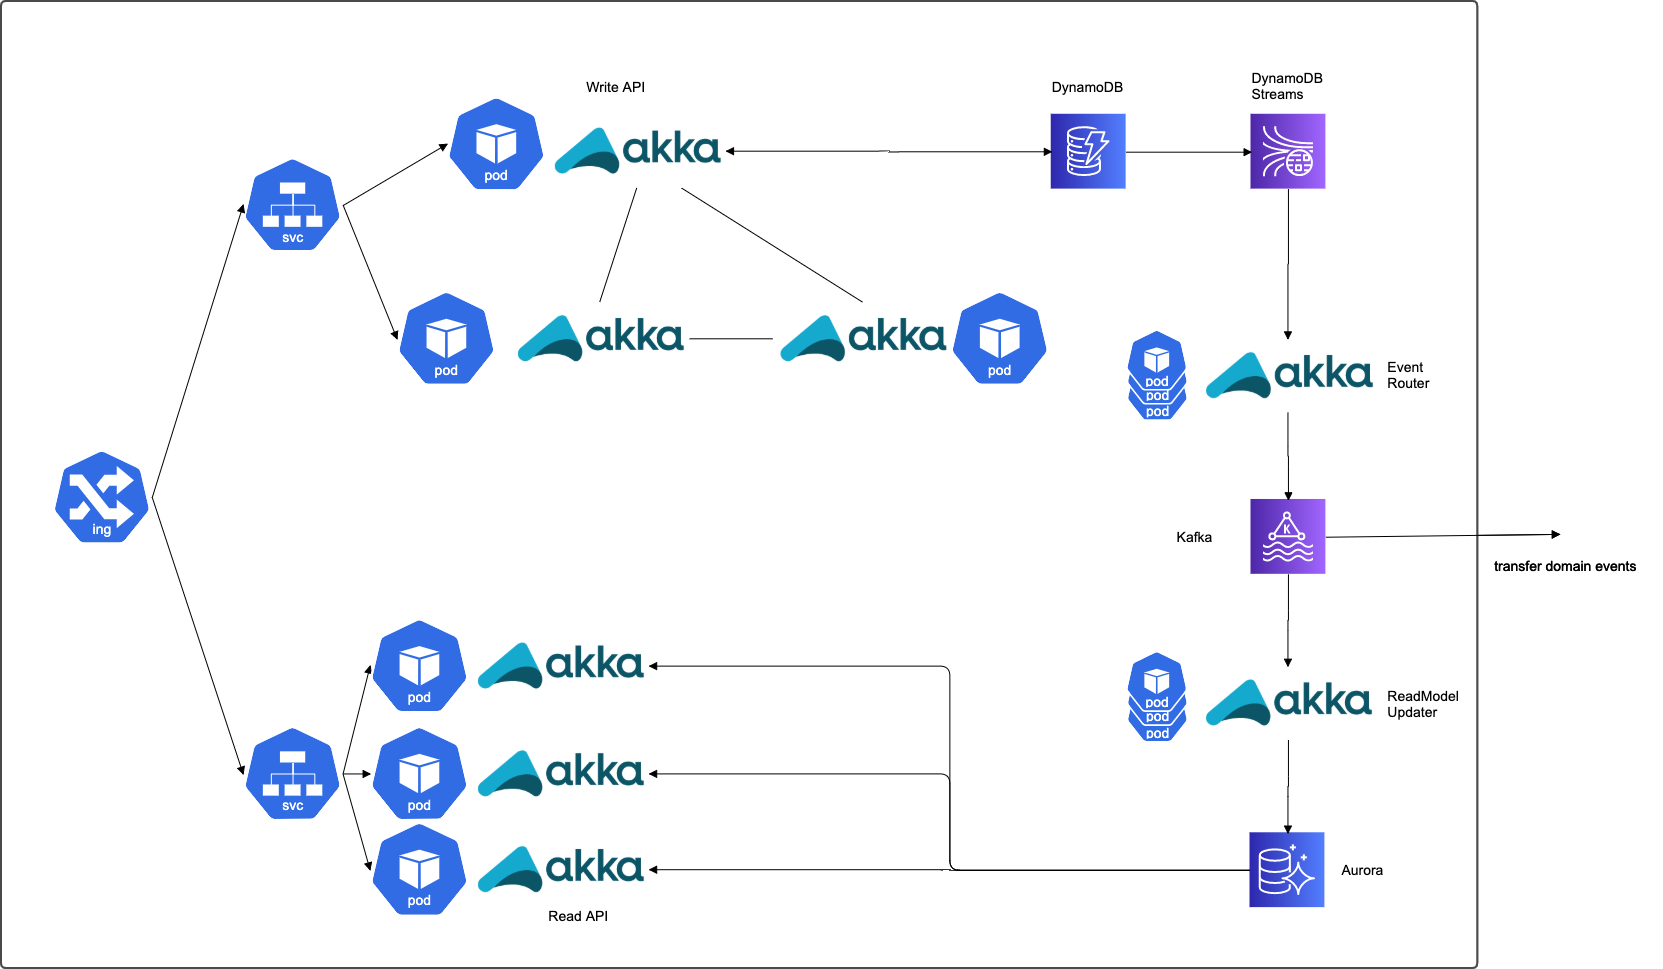 Write API
DynamoDB
DynamoDB
Streams
pod
akka
svc
pod
akka
akka
pod
pod
pod
pod
akka
Event
Router
ing
Kafka
transfer domain events
pod
akka
pod
pod
pod
akka
ReadModel
Updater
svc
pod
akka
pod
akka
Aurora
Read API
K